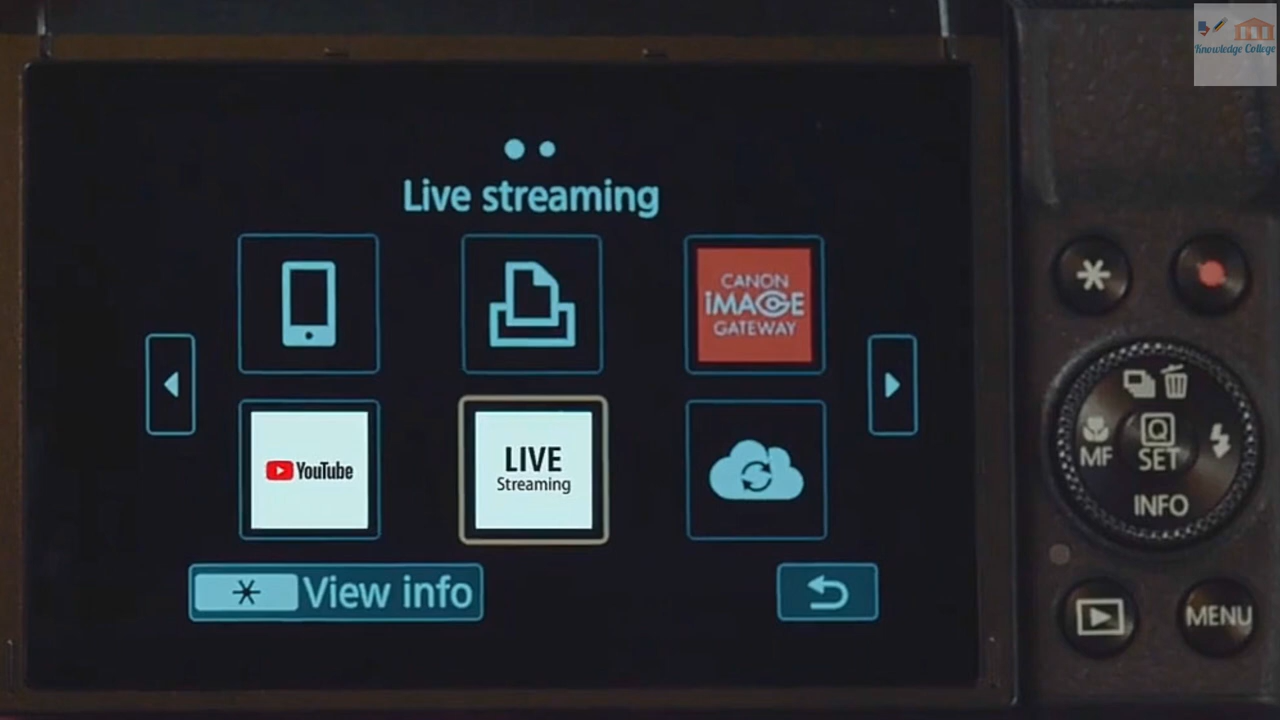 Knowledge College
Live streaming
CANON
iMAGE
GATEWAY
YouTube
LIVE
Streaming
View info
MF
Q
SET
INFO
MENU